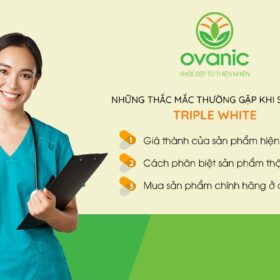 ovanic
KHỎE ĐẸP TỪ THIÊN NHIÊN
NHỮNG THẮC MẮC THƯỜNG GẶP KHI S
TRIPLE WHITE
1 Giá thành của sản phẩm hiện
2 Cách phân biệt sản phẩm thậ
3 Mua sản phẩm chính hãng ở